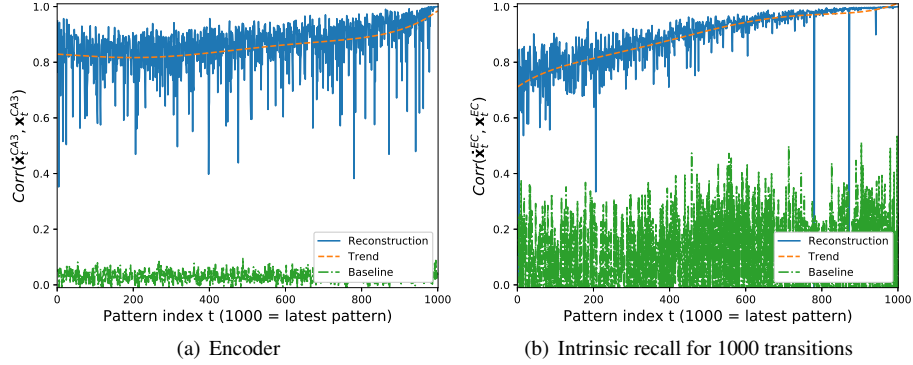 1.0
0.8
0.6
0.4
0.2
0.0
Corr(ẋ_t^{CA3}, x_t^{CA3})
Reconstruction
Trend
Baseline
0 200 400 600 800 1000
Pattern index t (1000 = latest pattern)
(a) Encoder
1.0
0.8
0.6
0.4
0.2
0.0
Corr(ẋ_t^{EC}, x_t^{EC})
Reconstruction
Trend
Baseline
0 200 400 600 800 1000
Pattern index t (1000 = latest pattern)
(b) Intrinsic recall for 1000 transitions